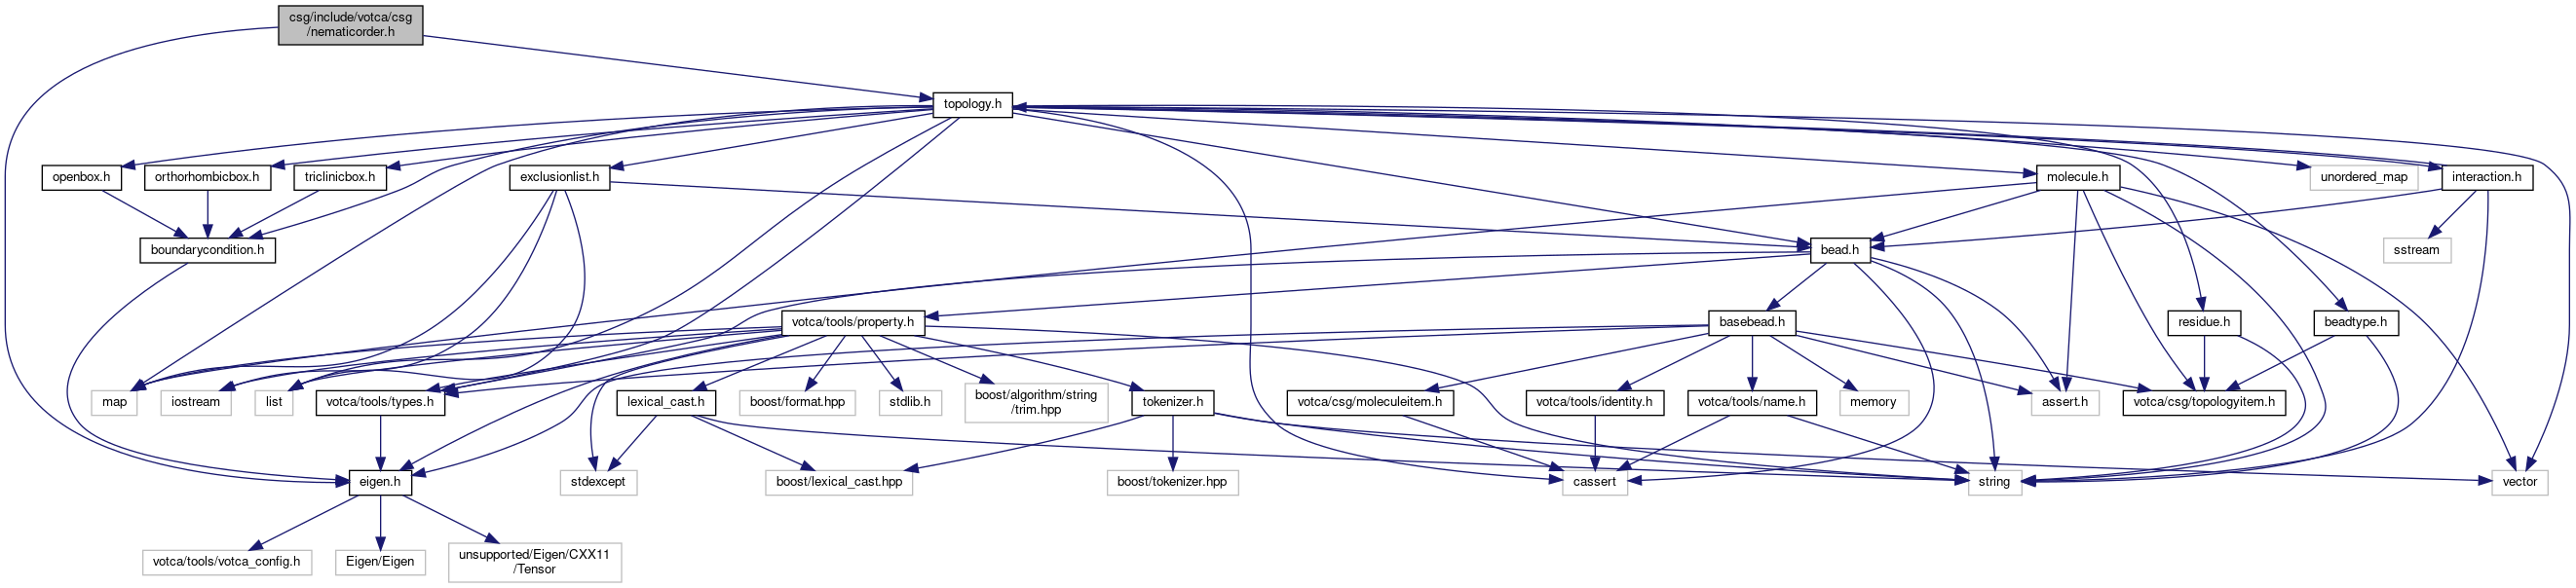 csg/include/votca/csg
/nematicorder.h
topology.h
openbox.h
orthorhombicbox.h
triclinicbox.h
exclusionlist.h
molecule.h
unordered_map
interaction.h
boundarycondition.h
bead.h
sstream
votca/tools/property.h
basebead.h
residue.h
beadtype.h
map
iostream
list
votca/tools/types.h
lexical_cast.h
boost/format.hpp
stdlib.h
boost/algorithm/string
/trim.hpp
tokenizer.h
votca/csg/moleculeitem.h
votca/tools/identity.h
votca/tools/name.h
memory
assert.h
votca/csg/topologyitem.h
eigen.h
stdexcept
boost/lexical_cast.hpp
boost/tokenizer.hpp
cassert
string
vector
votca/tools/votca_config.h
Eigen/Eigen
unsupported/Eigen/CXX11
/Tensor